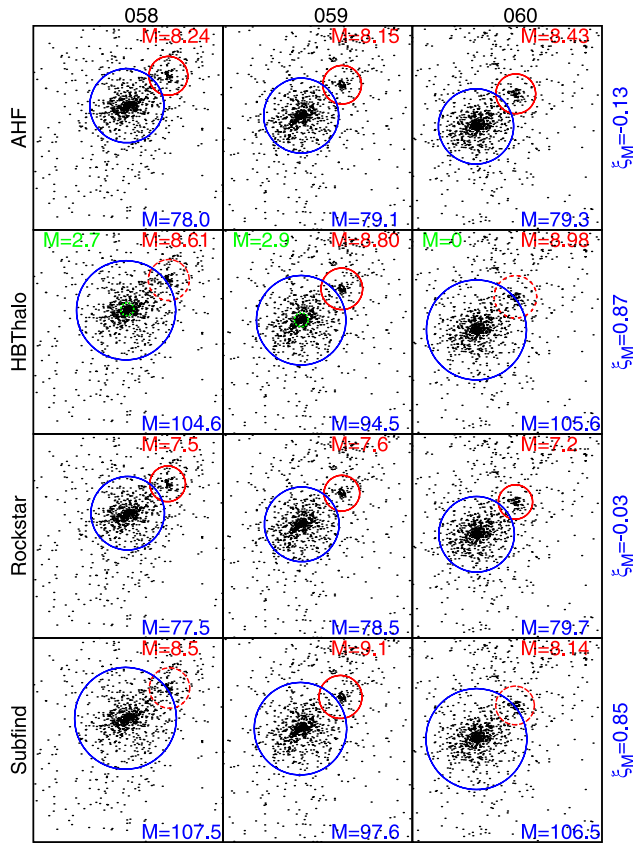 058 059 060
M=8.24 M=8.15 M=8.43
AHF
ξM=-0.13
M=78.0 M=79.1 M=79.3
M=2.7 M=8.61 M=2.9 M=8.80 M=0 M=8.98
HBThalo
ξM=0.87
M=104.6 M=94.5 M=105.6
M=7.5 M=7.6 M=7.2
Rockstar
ξM=-0.03
M=77.5 M=78.5 M=79.7
M=8.5 M=9.1 M=8.14
Subfind
ξM=0.85
M=107.5 M=97.6 M=106.5